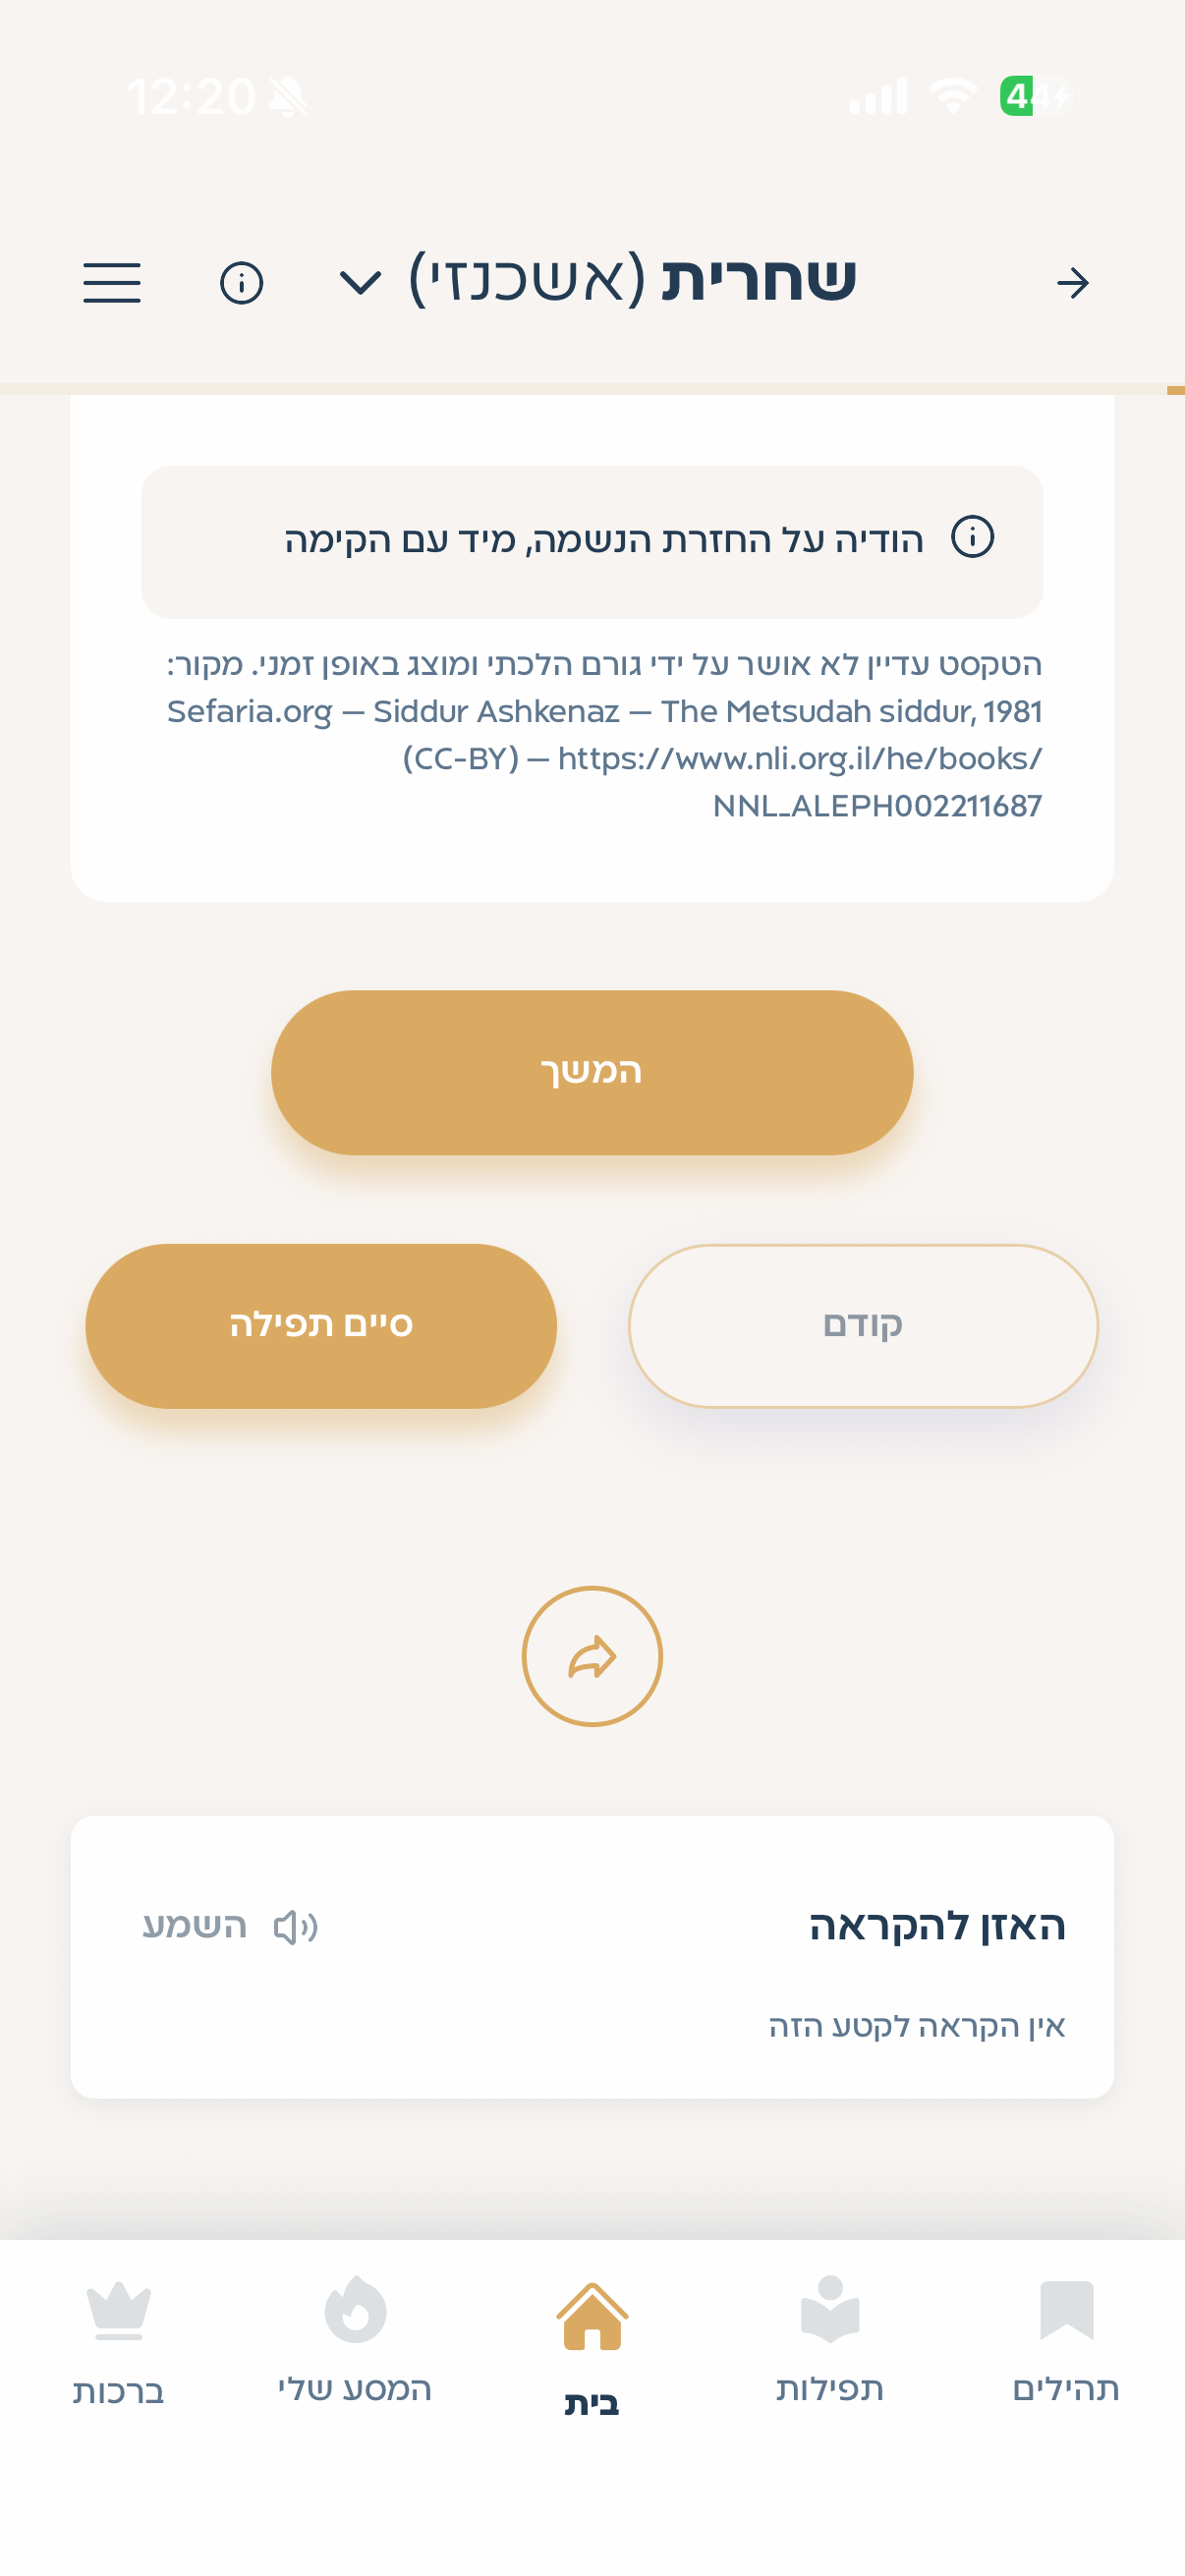 12:20
44
שחרית (אשכנזי)
הודיה על החזרת הנשמה, מיד עם הקימה
הטקסט עדיין לא אושר על ידי גורם הלכתי ומוצג באופן זמני. מקור:
Sefaria.org — Siddur Ashkenaz — The Metsudah siddur, 1981
(CC-BY) — https://www.nli.org.il/he/books/
NNL_ALEPH002211687
המשך
קודם
סיים תפילה
האזן להקראה
השמע
אין הקראה לקטע הזה
תהילים
תפילות
בית
המסע שלי
ברכות